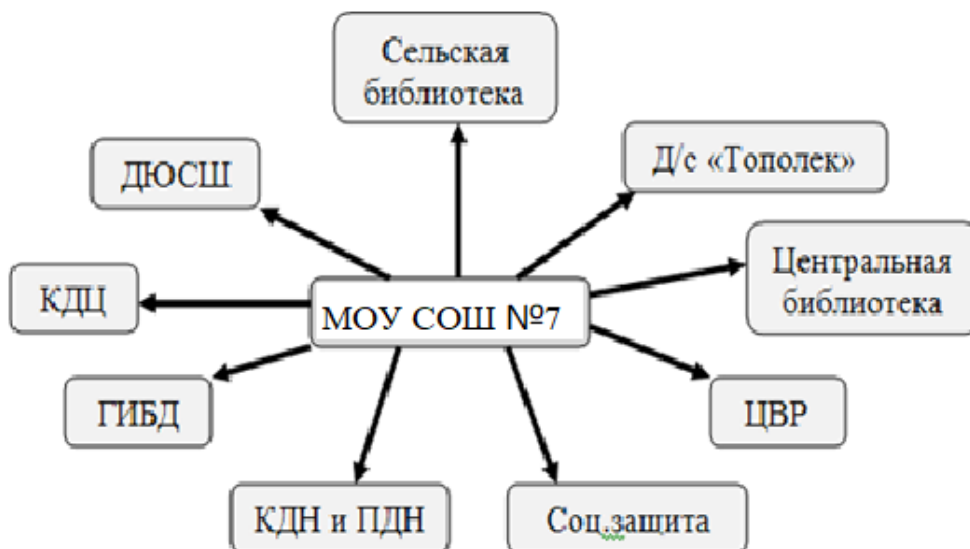 Сельская
библиотека
ДЮСШ
Д/с «Тополек»
Центральная
библиотека
КДЦ
МОУ СОШ №7
ГИБД
ЦВР
КДН и ПДН
Соц.защита